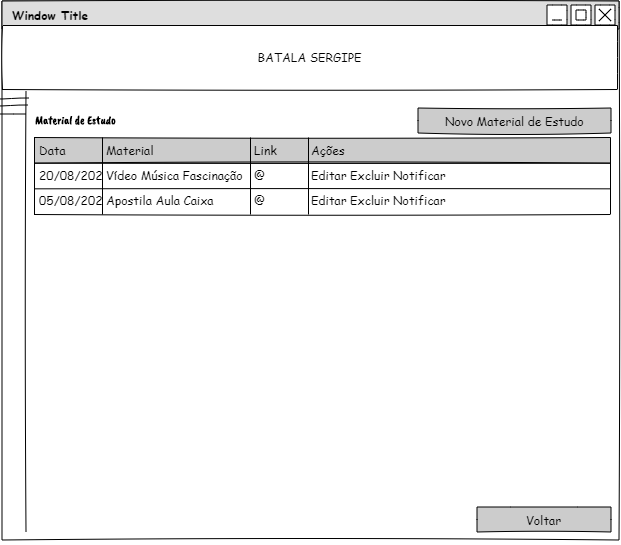 Window Title
BATALA SERGIPE
Material de Estudo
Novo Material de Estudo
Data Material Link Ações
20/08/202 Vídeo Música Fascinação @ Editar Excluir Notificar
05/08/202 Apostila Aula Caixa @ Editar Excluir Notificar
Voltar